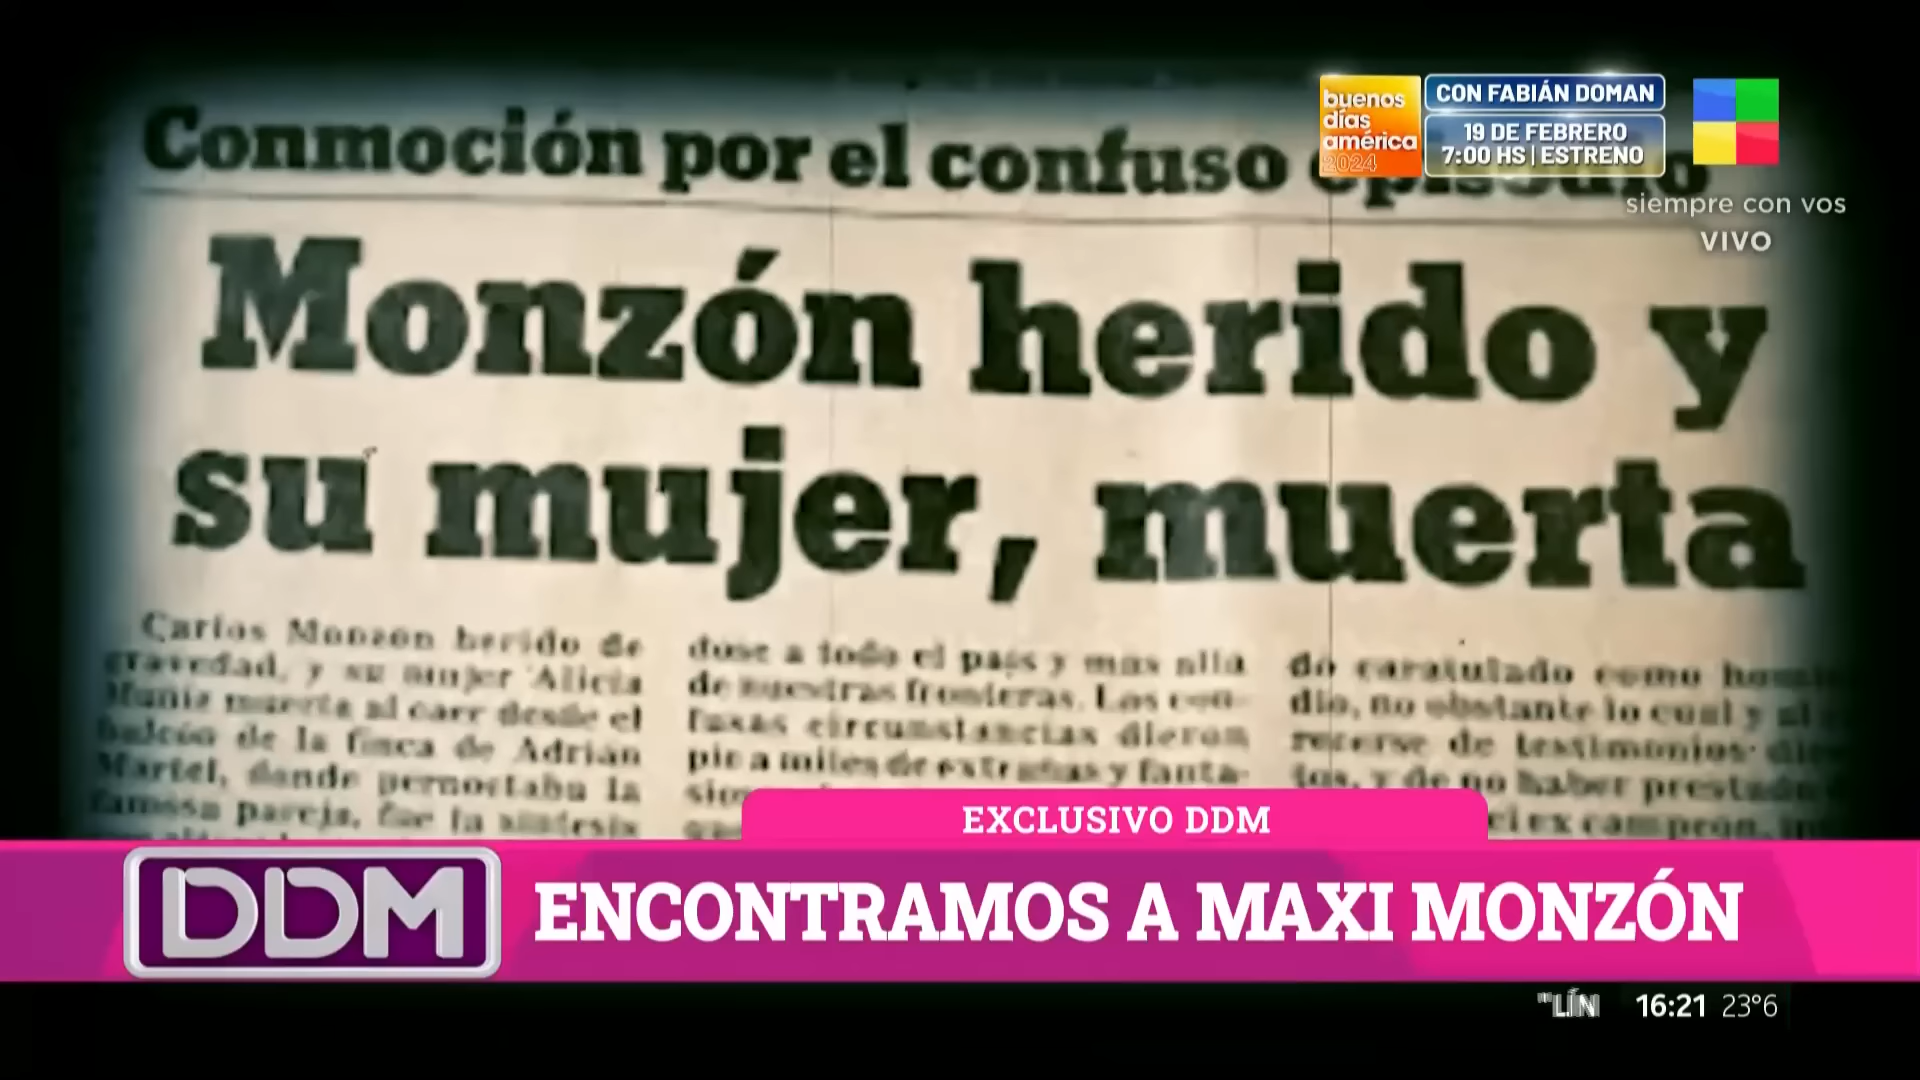 Conmoción por el confuso episodio
Monzón herido y
su mujer, muerta
Carlos Monzón herido de
gravedad, y su mujer Alicia
Muñiz muerta al caer desde el
balcón de la finca de Adrián
Martel, donde pernoctaba la
famosa pareja, fue la síntesis
dose a todo el país y más allá
de nuestras fronteras. Los con-
fusas circunstancias dieron
pie a miles de extrañas y fanta-
do caratulado como
dio, no obstante lo cual y al
recerse de testimonios
y de no haber prestado
ex campeón,
buenos
días
américa
2024
CON FABIÁN DOMAN
19 DE FEBRERO
7:00 HS | ESTRENO
siempre con vos
VIVO
EXCLUSIVO DDM
DDM
ENCONTRAMOS A MAXI MONZÓN
LÍN
16:21 23°6